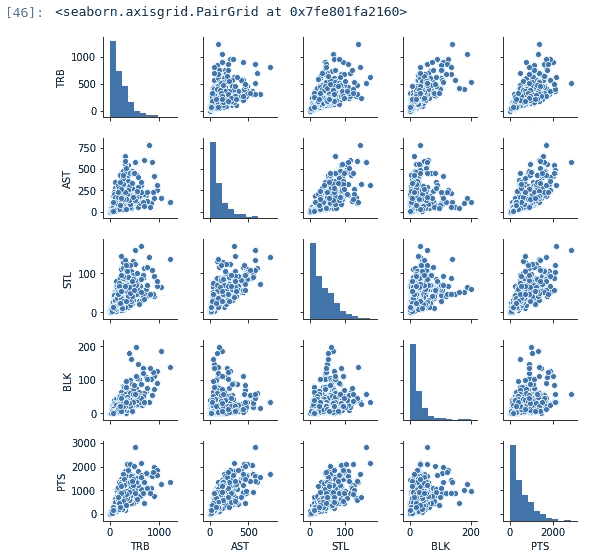 [46]: <seaborn.axisgrid.PairGrid at 0x7fe801fa2160>
TRB
1000
500
0
AST
750
500
250
0
STL
100
0
BLK
200
100
0
PTS
3000
2000
1000
0
0 1000 0 500 0 100 0 200 0 2000
TRB AST STL BLK PTS